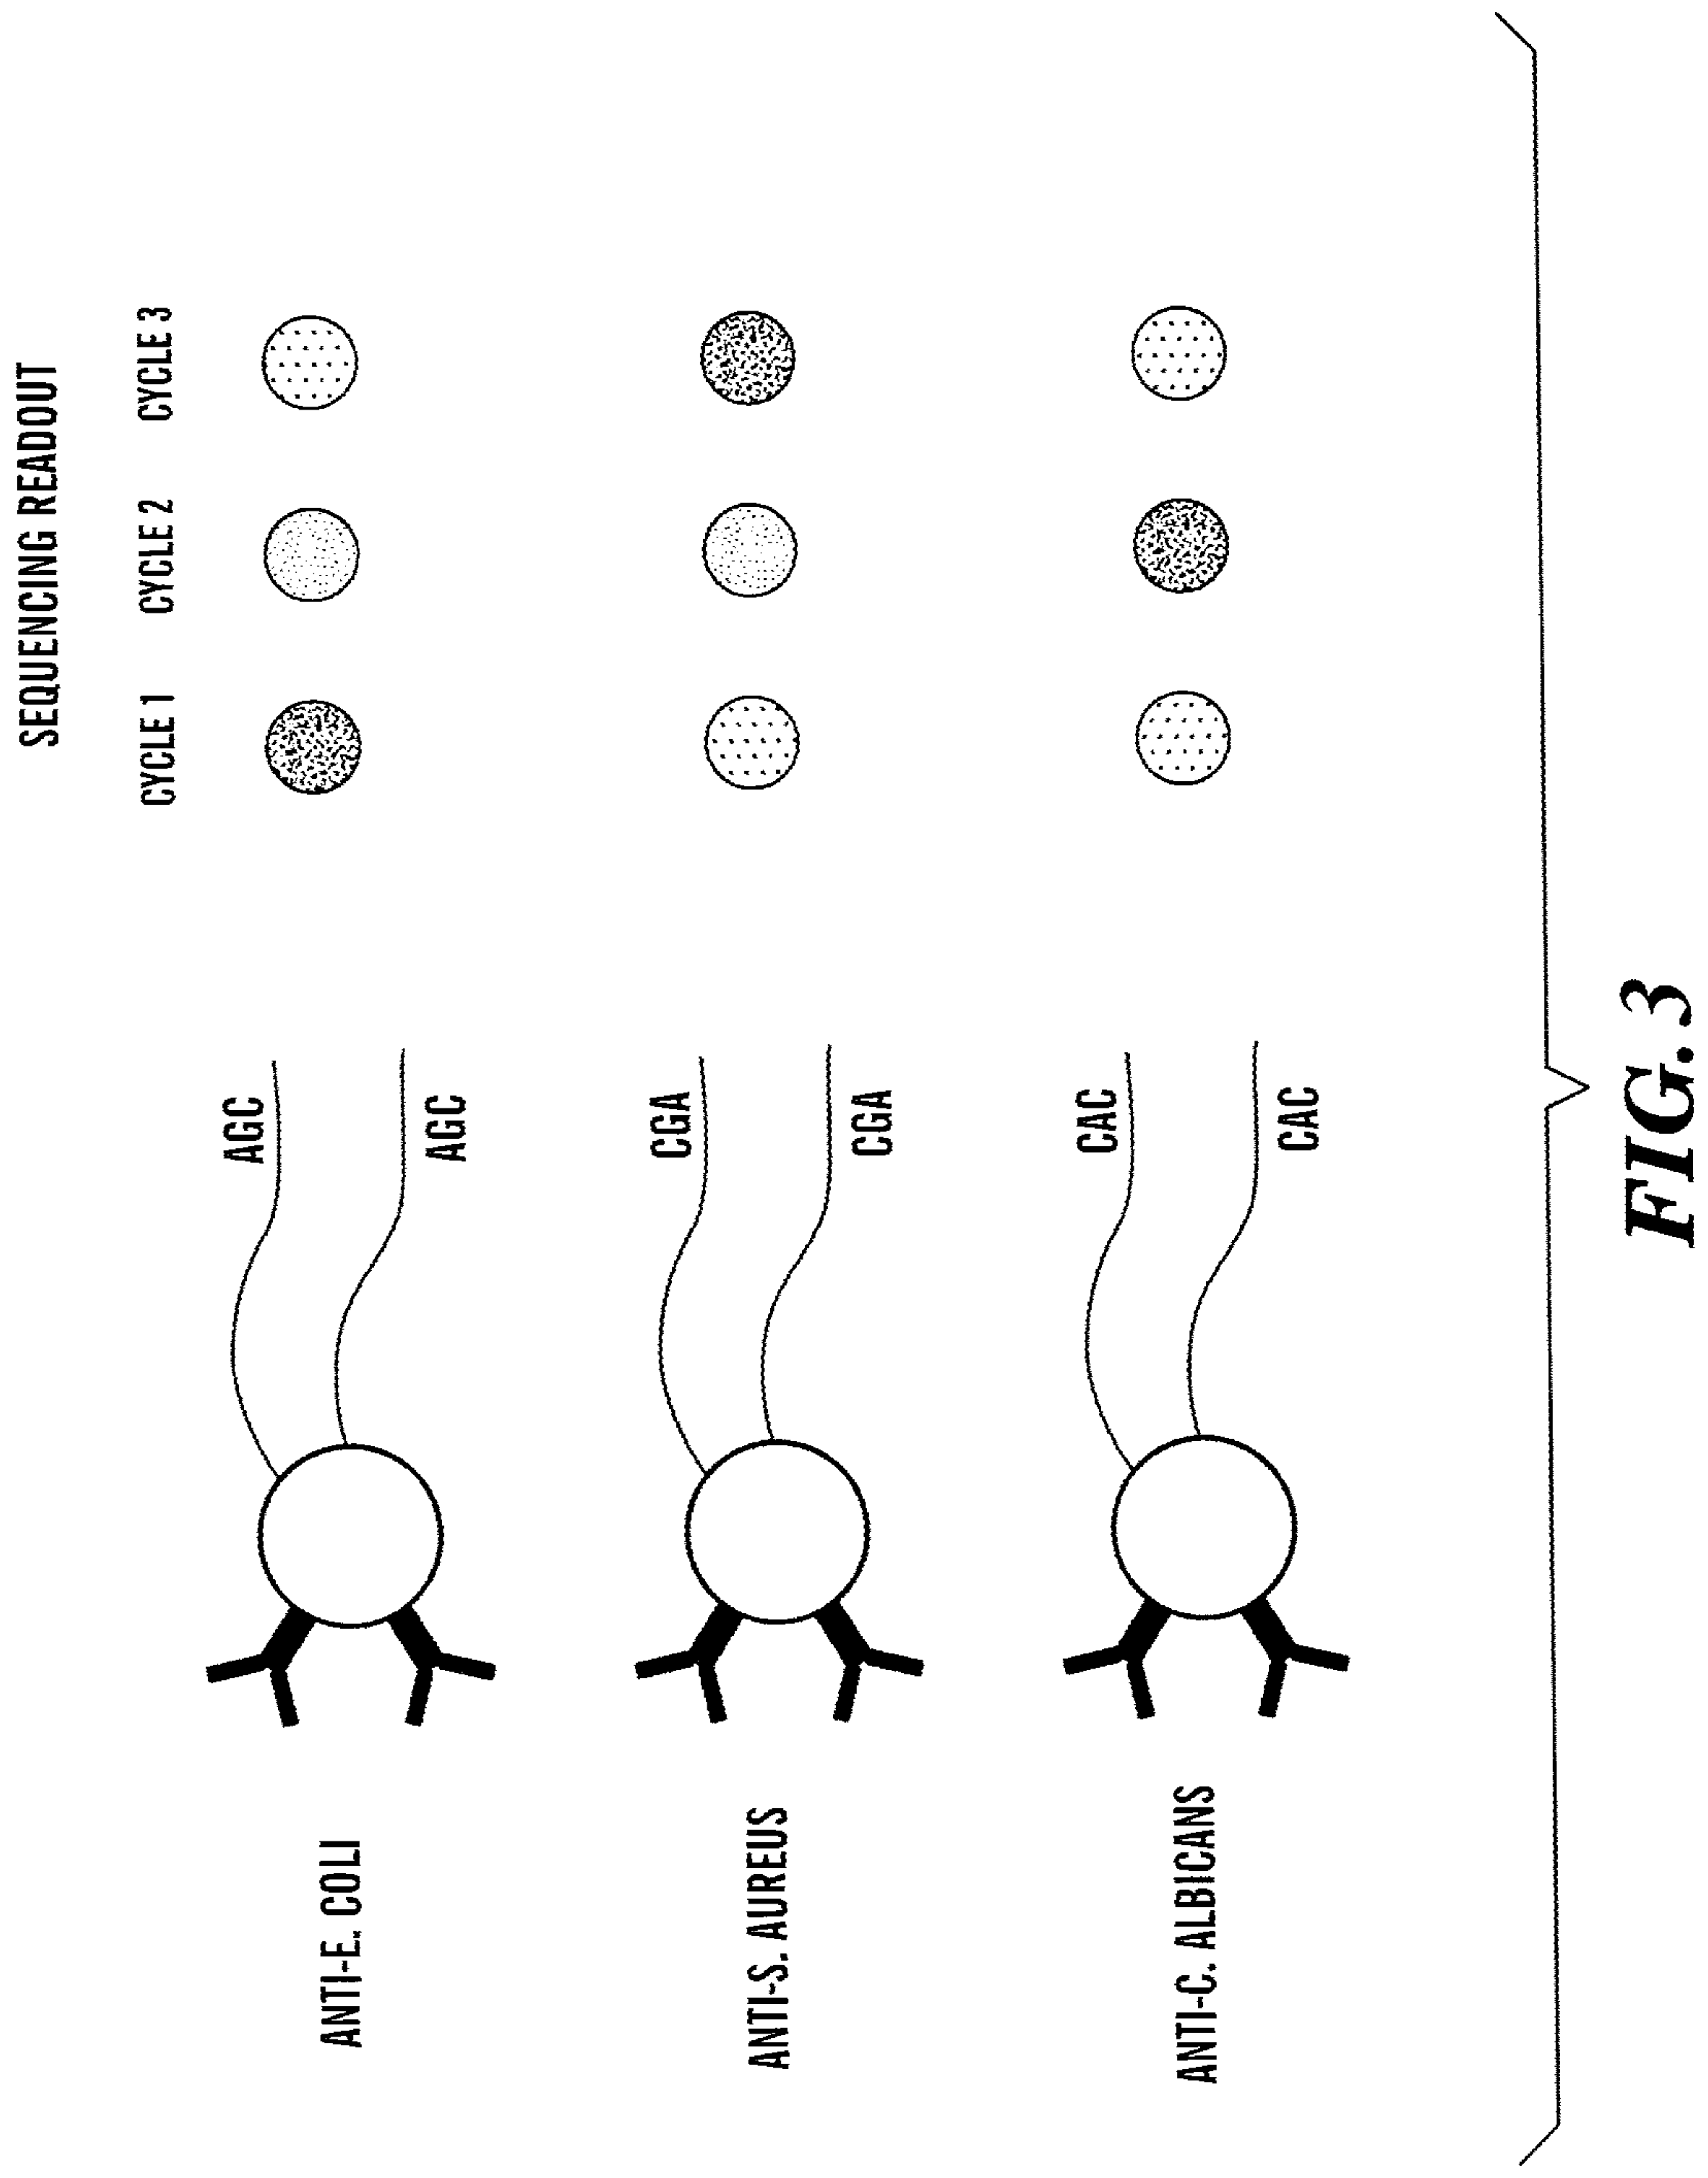 SEQUENCING READOUT
CYCLE 1 CYCLE 2 CYCLE 3
AGC
ANTI-E. COLI
AGC
CGA
ANTI-S. AUREUS
CGA
CAC
ANTI-C. ALBICANS
CAC
FIG. 3